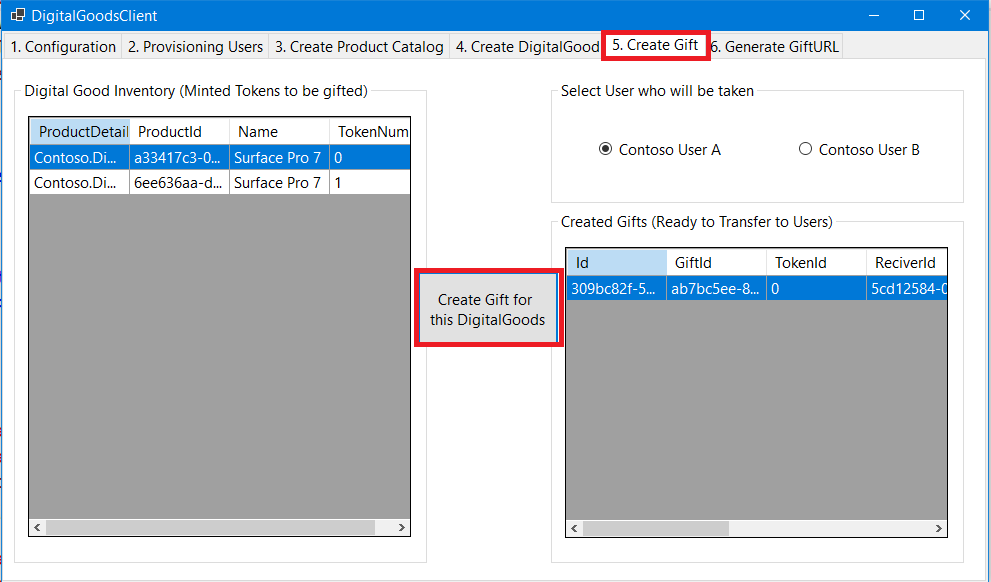 DigitalGoodsClient
1. Configuration 2. Provisioning Users 3. Create Product Catalog 4. Create DigitalGood 5. Create Gift 6. Generate GiftURL
Digital Good Inventory (Minted Tokens to be gifted)
ProductDetail ProductId Name TokenNum
Contoso.Di... a33417c3-0... Surface Pro 7 0
Contoso.Di... 6ee636aa-d... Surface Pro 7 1
Create Gift for
this DigitalGoods
Select User who will be taken
Contoso User A Contoso User B
Created Gifts (Ready to Transfer to Users)
Id GiftId TokenId ReciverId
309bc82f-5... ab7bc5ee-8... 0 5cd12584-0